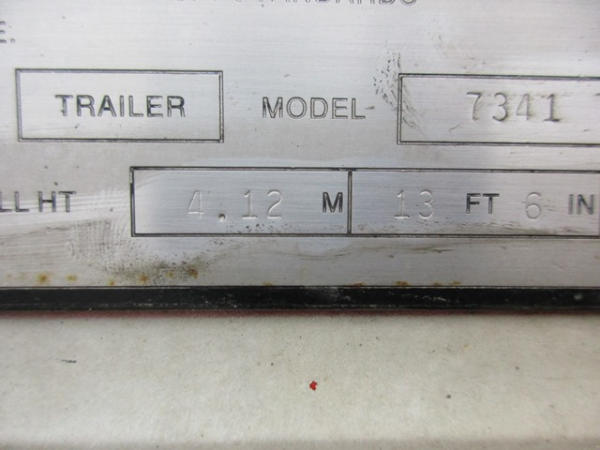 E.
TRAILER MODEL 7341
LL HT 4.12 M 13 FT 6 IN